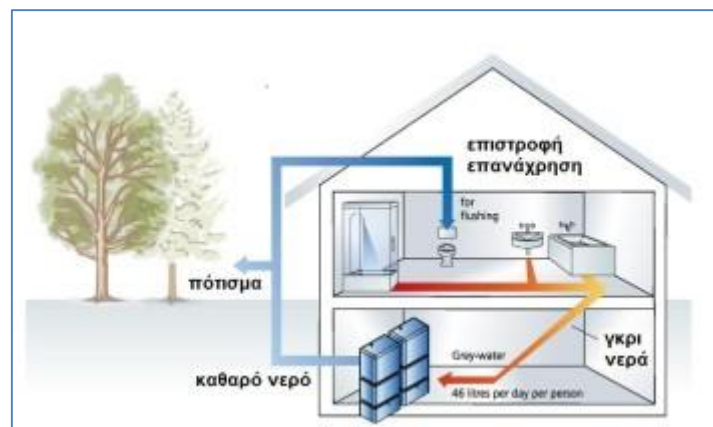 επιστροφή
επανάχρηση
for
flushing
πότισμα
γκρι
νερά
Grey-water
καθαρό νερό
46 litres per day per person